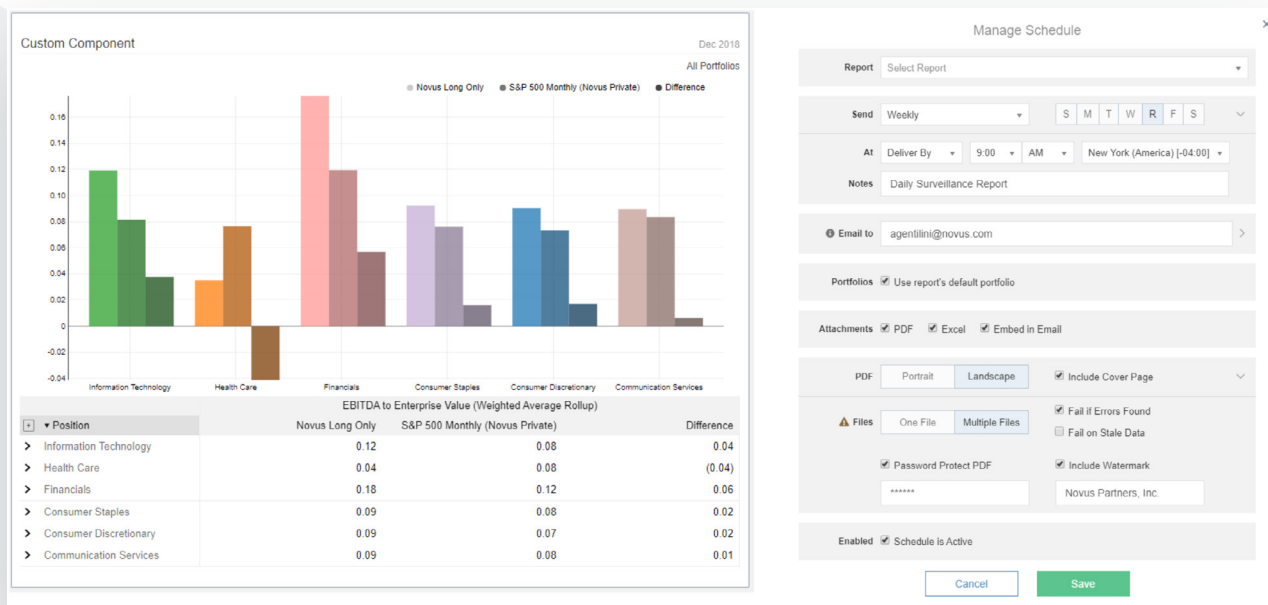 Custom Component
Dec 2018
All Portfolios
Novus Long Only S&P 500 Monthly (Novus Private) Difference
0.16
0.14
0.12
0.10
0.08
0.06
0.04
0.02
0
-0.02
-0.04
Information Technology Health Care Financials Consumer Staples Consumer Discretionary Communication Services
EBITDA to Enterprise Value (Weighted Average Rollup)
+ ▾ Position Novus Long Only S&P 500 Monthly (Novus Private) Difference
Information Technology 0.12 0.08 0.04
Health Care 0.04 0.08 (0.04)
Financials 0.18 0.12 0.06
Consumer Staples 0.09 0.08 0.02
Consumer Discretionary 0.09 0.07 0.02
Communication Services 0.09 0.08 0.01
Manage Schedule
Report Select Report
Send Weekly S M T W R F S
At Deliver By 9:00 AM New York (America) [-04:00]
Notes Daily Surveillance Report
Email to agentilini@novus.com
Portfolios Use report's default portfolio
Attachments PDF Excel Embed in Email
PDF Portrait Landscape Include Cover Page
Files One File Multiple Files Fail if Errors Found
Fail on Stale Data
Password Protect PDF Include Watermark
****** Novus Partners, Inc.
Enabled Schedule is Active
Cancel Save